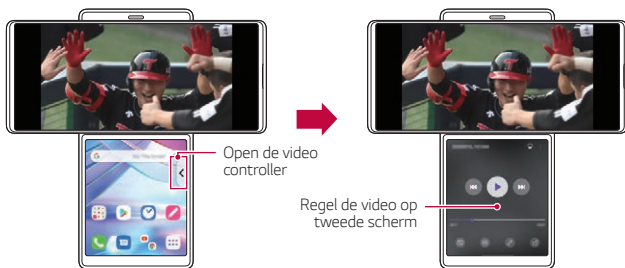 Open de video
controller
Regel de video op
tweede scherm